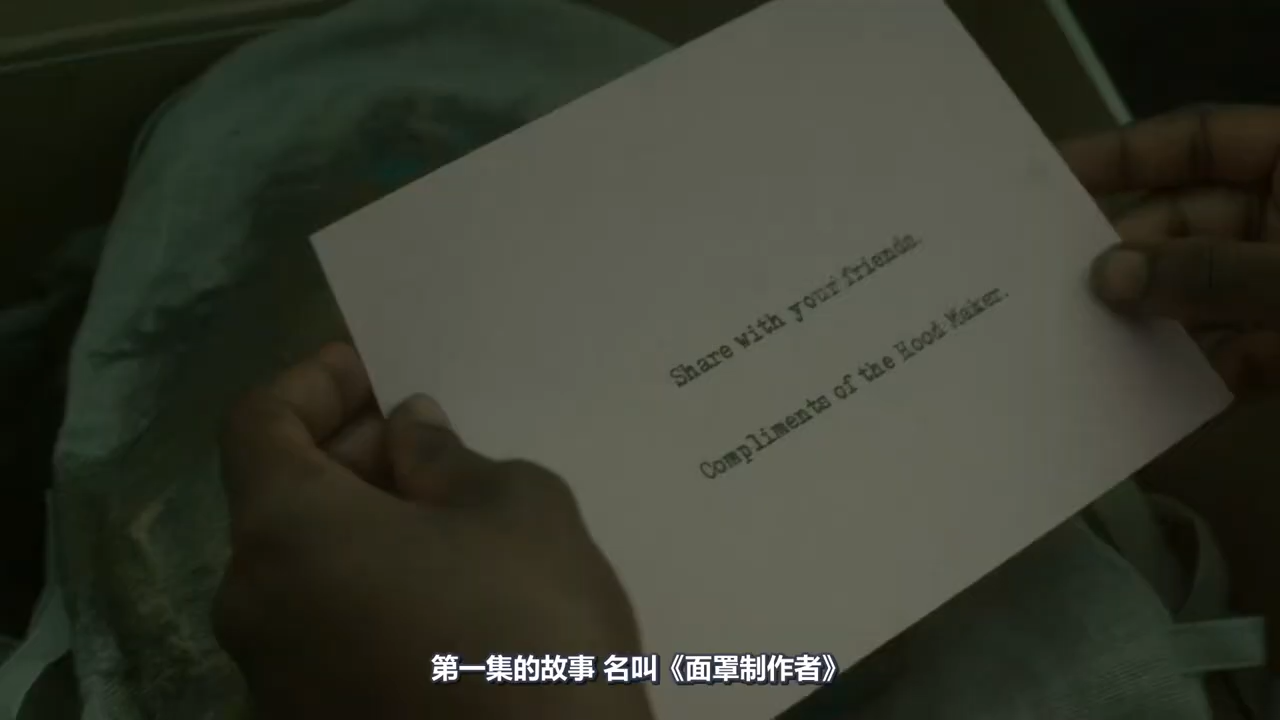 Share with your friends.
Compliments of the Hood Maker.
第一集的故事 名叫《面罩制作者》